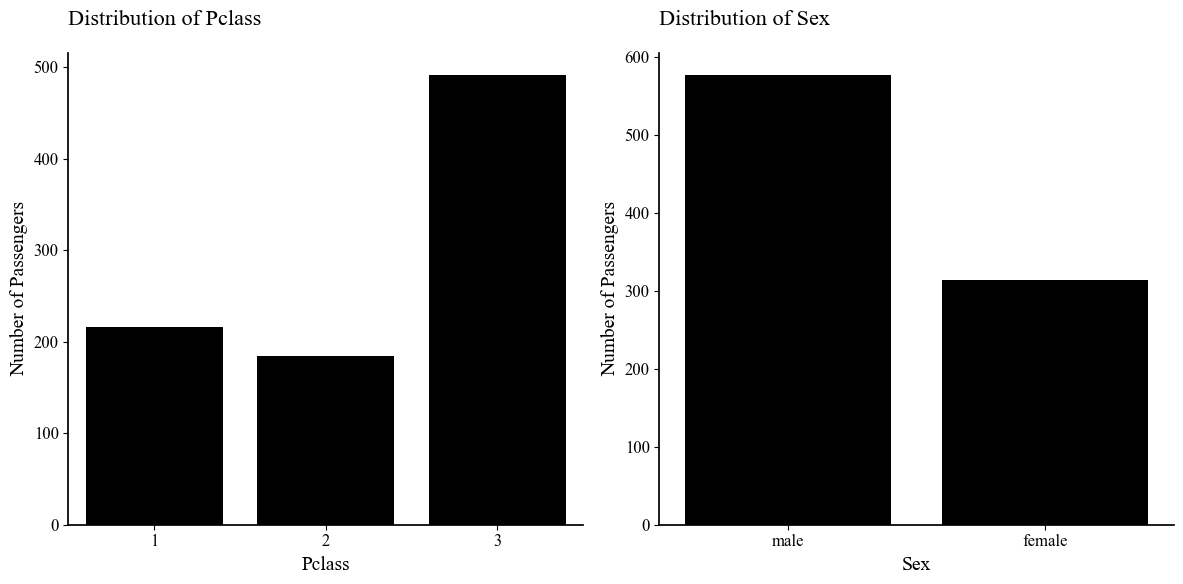 Distribution of Pclass
500
400
300
200
100
0
Number of Passengers
1 2 3
Pclass
Distribution of Sex
600
500
400
300
200
100
0
Number of Passengers
male female
Sex